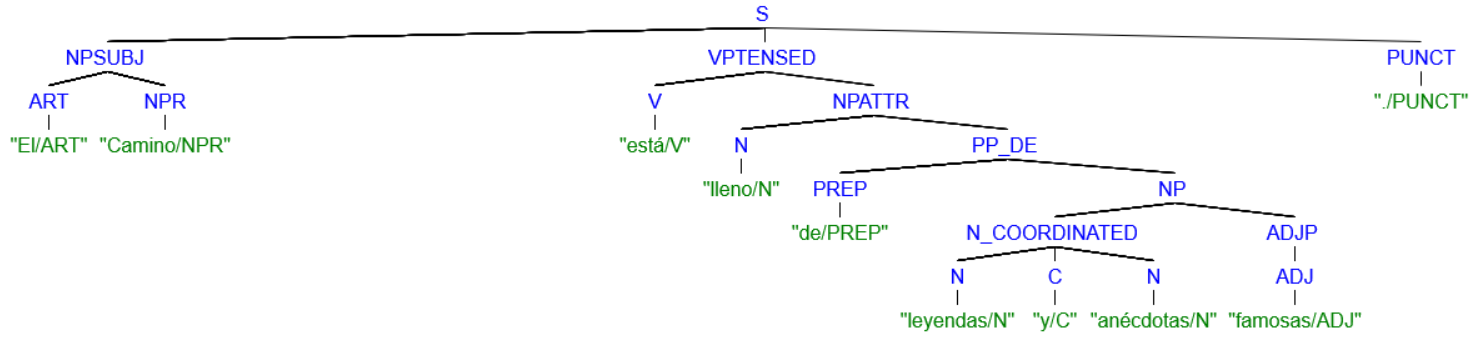 S
NPSUBJ VPTENSED PUNCT
ART NPR V NPATTR "./PUNCT"
"El/ART" "Camino/NPR" "está/V" N PP_DE
"lleno/N" PREP NP
"de/PREP" N_COORDINATED ADJP
N C N ADJ
"leyendas/N" "y/C" "anécdotas/N" "famosas/ADJ"